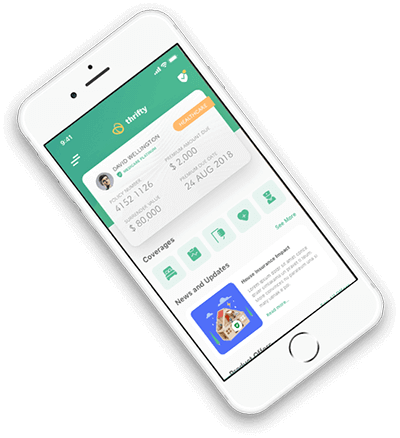 9:41
thrifty
HEALTHCARE
DAVID WELLINGTON
MEDICARE PLATINUM
POLICY NUMBER
4152 1126
PREMIUM AMOUNT DUE
$ 2,000
SURRENDER VALUE
$ 80,000
PREMIUM DUE DATE
24 AUG 2018
Coverages
See More
News and Updates
House Insurance Impact
Lorem ipsum dolor sit amet
Read more...